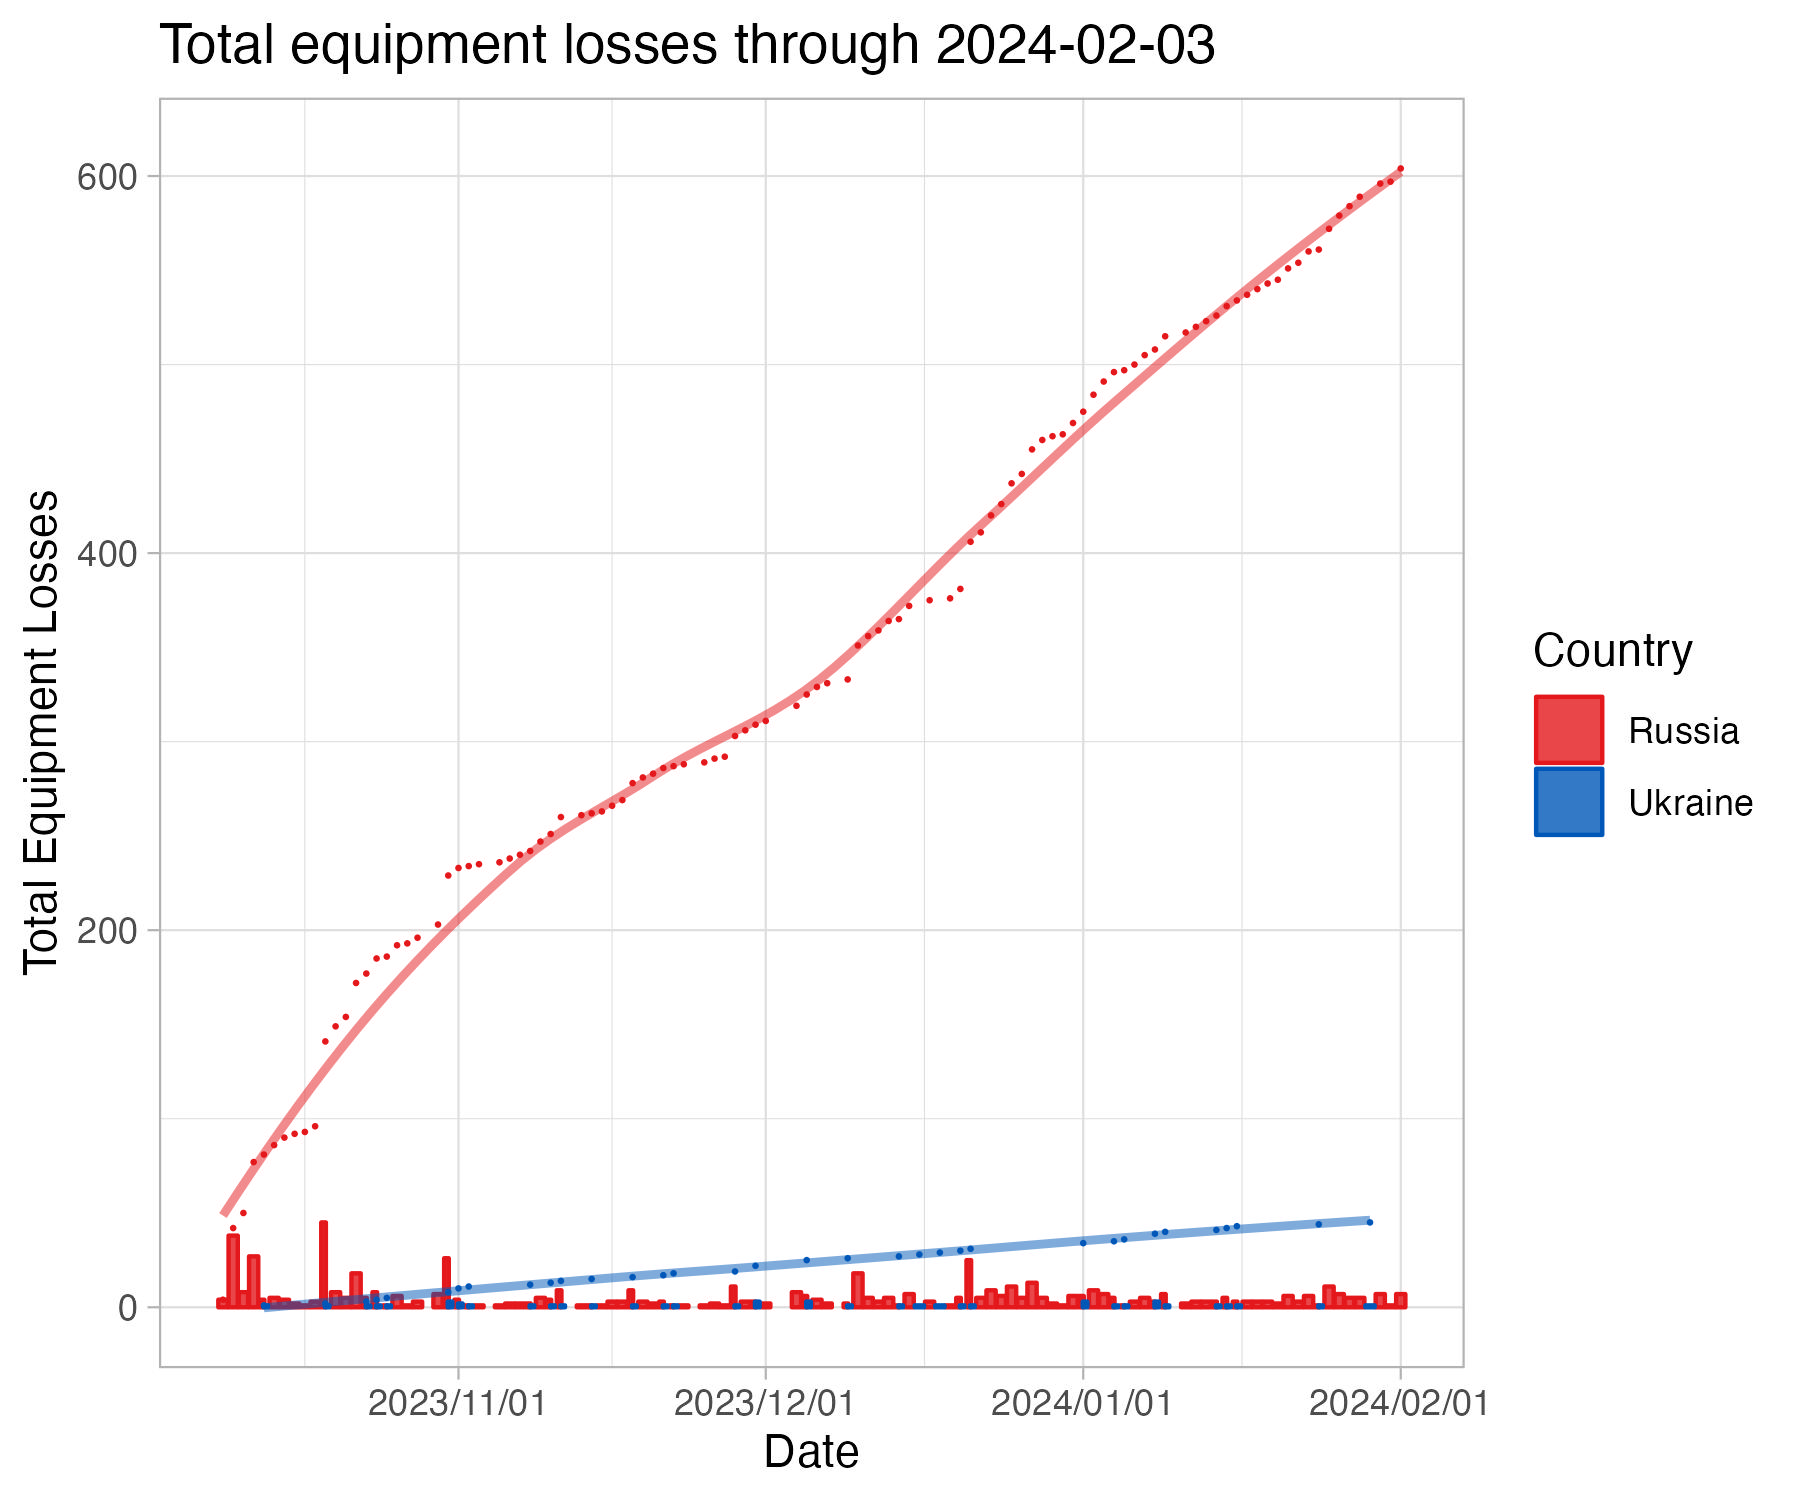 Total equipment losses through 2024-02-03
Total Equipment Losses
600
400
200
0
2023/11/01
2023/12/01
2024/01/01
2024/02/01
Date
Country
Russia
Ukraine